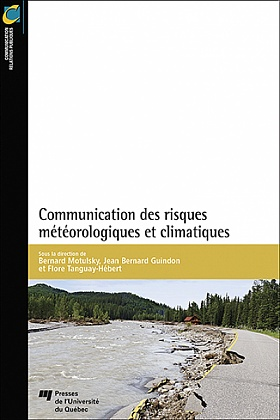 COMMUNICATION
RELATIONS PUBLIQUES
Communication des risques
météorologiques et climatiques
Sous la direction de
Bernard Motulsky, Jean Bernard Guindon
et Flore Tanguay-Hébert
Presses
de l'Université
du Québec